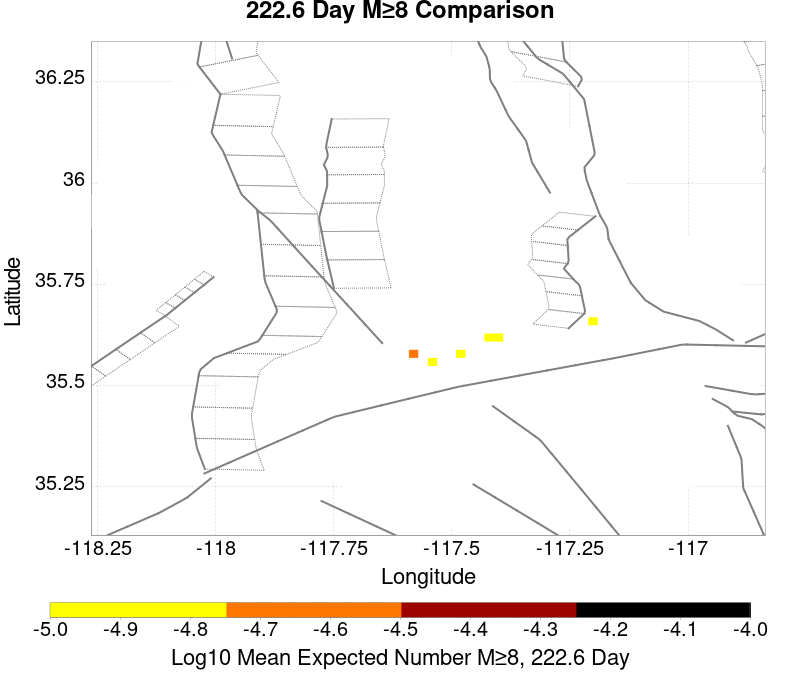 222.6 Day M≥8 Comparison
36.25
36
35.75
35.5
35.25
Latitude
-118.25 -118 -117.75 -117.5 -117.25 -117
Longitude
-5.0 -4.9 -4.8 -4.7 -4.6 -4.5 -4.4 -4.3 -4.2 -4.1 -4.0
Log10 Mean Expected Number M≥8, 222.6 Day